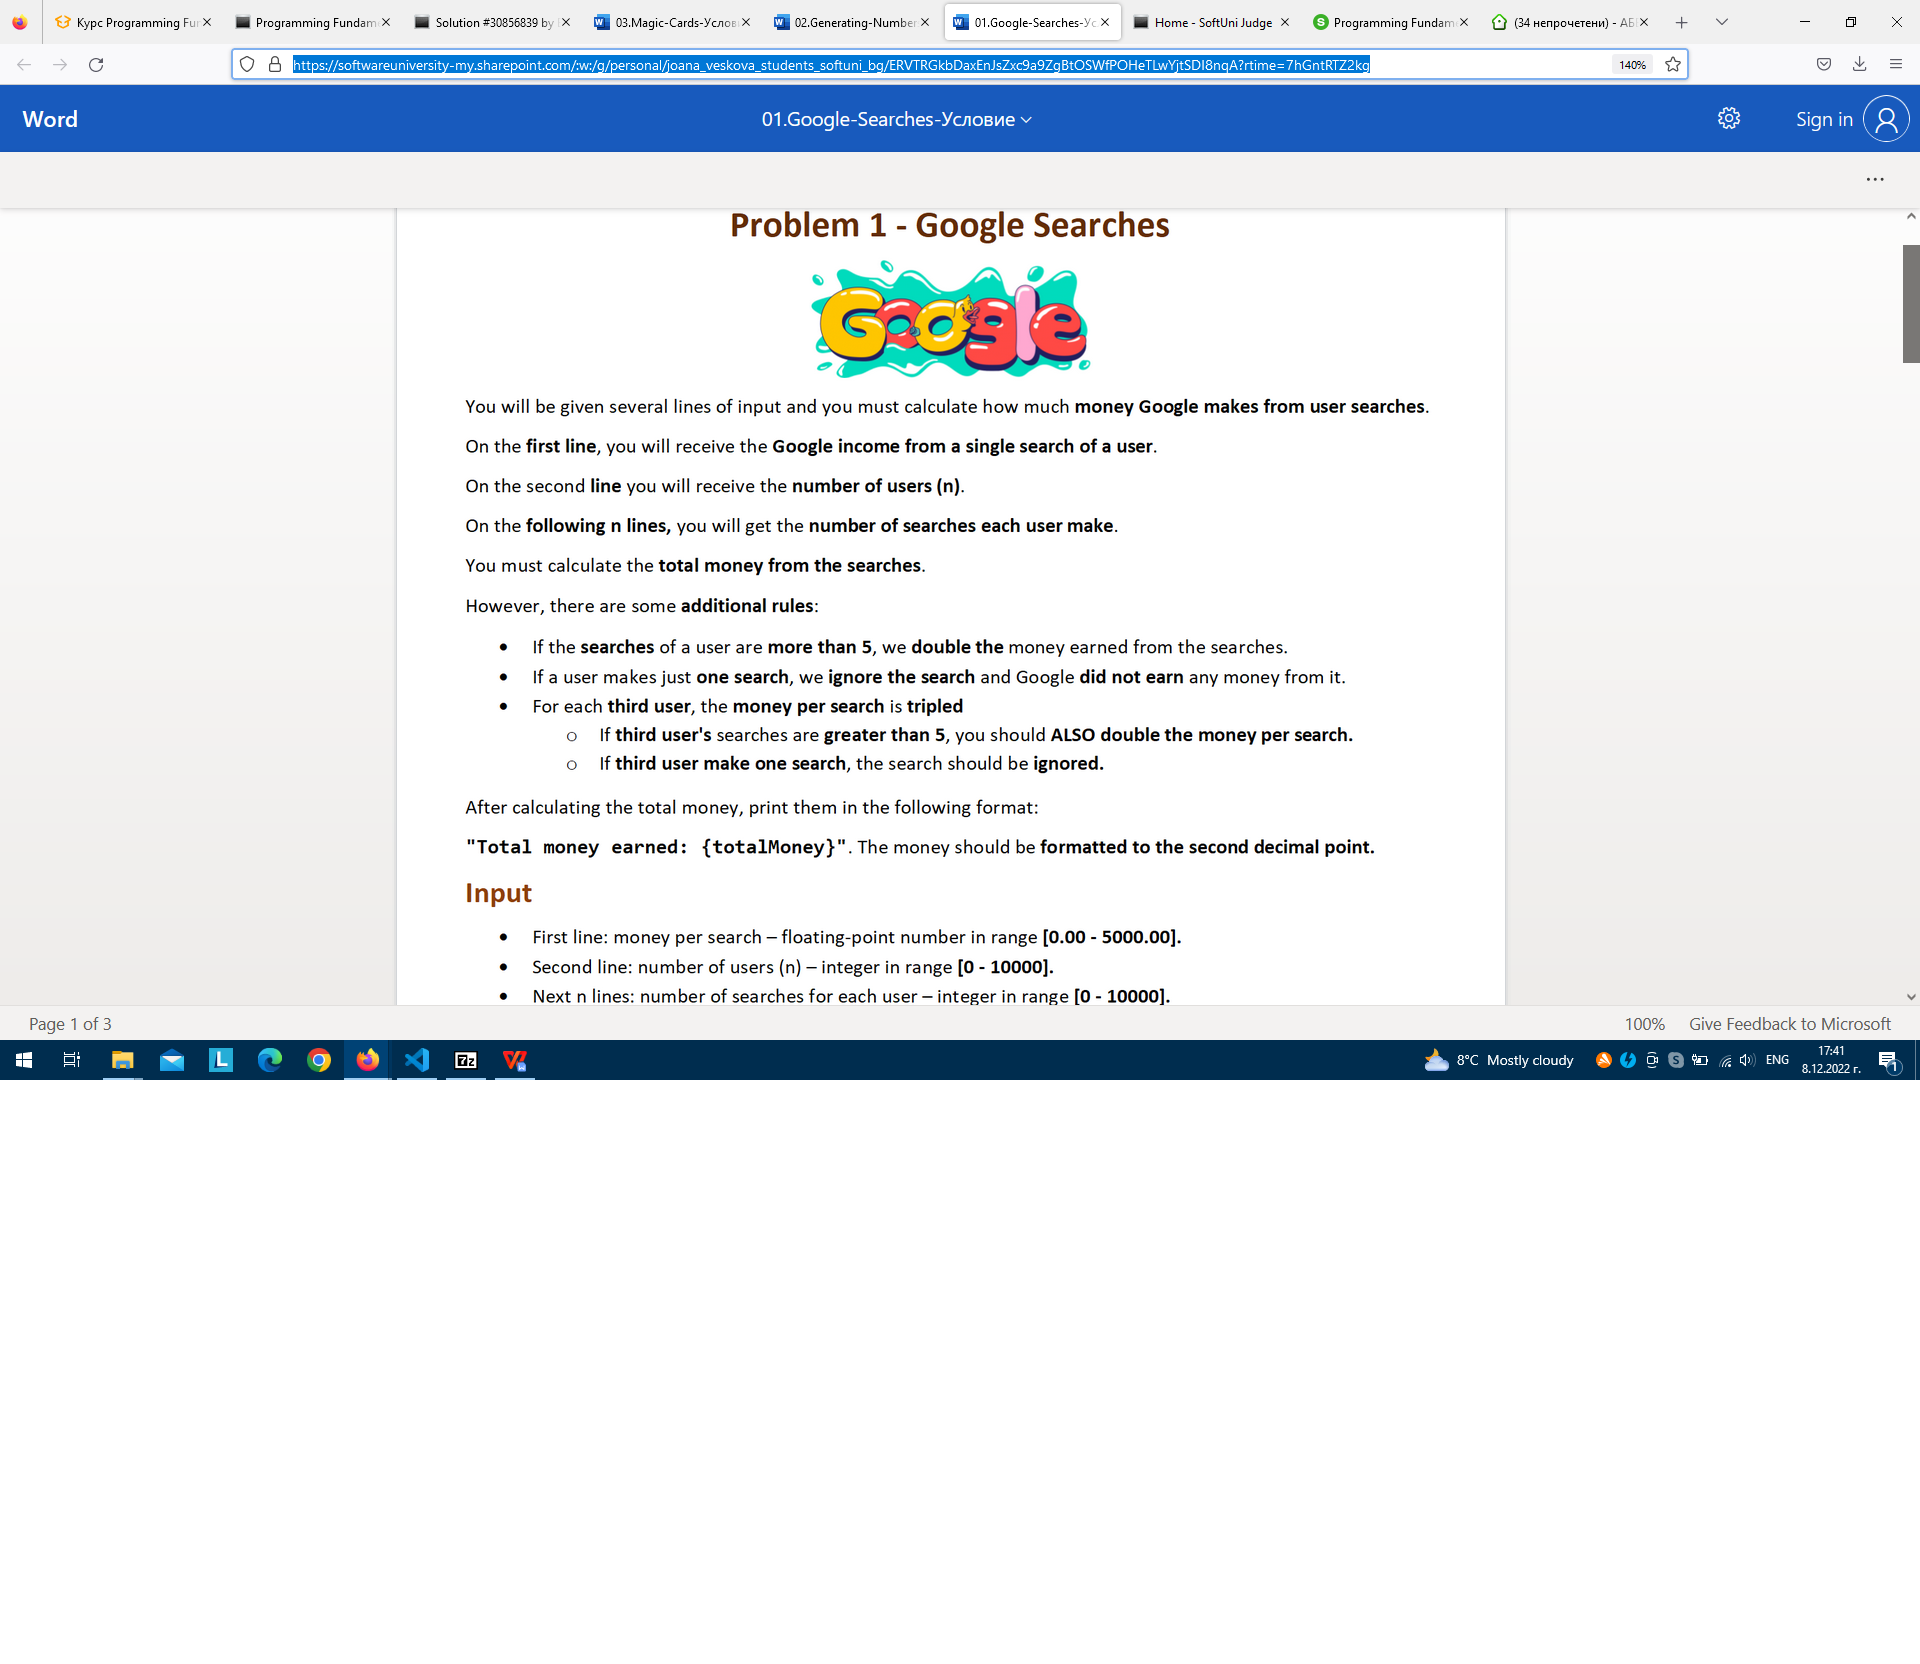 Курс Programming Fu
Programming Fundam
Solution #30856839 by
03.Magic-Cards-Услов
02.Generating-Number
01.Google-Searches-Ус
Home - SoftUni Judge
Programming Fundam
(34 непрочетени) - АБ
https://softwareuniversity-my.sharepoint.com/:w:/g/personal/joana_veskova_students_softuni_bg/ERVTRGkbDaxEnJsZxc9a9ZgBtOSWfPOHeTLwYjtSDI8nqA?rtime=7hGntRTZ2kg
140%
Word
01.Google-Searches-Условие
Sign in
Problem 1 - Google Searches
Google
You will be given several lines of input and you must calculate how much money Google makes from user searches.
On the first line, you will receive the Google income from a single search of a user.
On the second line you will receive the number of users (n).
On the following n lines, you will get the number of searches each user make.
You must calculate the total money from the searches.
However, there are some additional rules:
• If the searches of a user are more than 5, we double the money earned from the searches.
• If a user makes just one search, we ignore the search and Google did not earn any money from it.
• For each third user, the money per search is tripled
o If third user's searches are greater than 5, you should ALSO double the money per search.
o If third user make one search, the search should be ignored.
After calculating the total money, print them in the following format:
"Total money earned: {totalMoney}". The money should be formatted to the second decimal point.
Input
• First line: money per search – floating-point number in range [0.00 - 5000.00].
• Second line: number of users (n) – integer in range [0 - 10000].
• Next n lines: number of searches for each user – integer in range [0 - 10000].
Page 1 of 3
100%
Give Feedback to Microsoft
L
7z
8°C Mostly cloudy
ENG
17:41
8.12.2022 г.
1